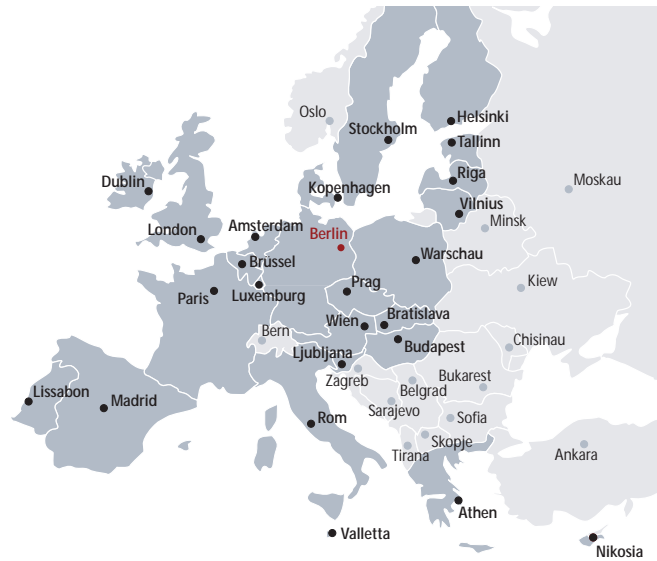 Oslo
Helsinki
Stockholm
Tallinn
Riga
Dublin
Kopenhagen
Moskau
Vilnius
Minsk
London
Amsterdam
Berlin
Brüssel
Warschau
Paris
Luxemburg
Prag
Kiew
Bern
Wien
Bratislava
Ljubljana
Budapest
Chisinau
Zagreb
Belgrad
Bukarest
Lissabon
Madrid
Sarajevo
Rom
Sofia
Skopje
Tirana
Ankara
Athen
Valletta
Nikosia